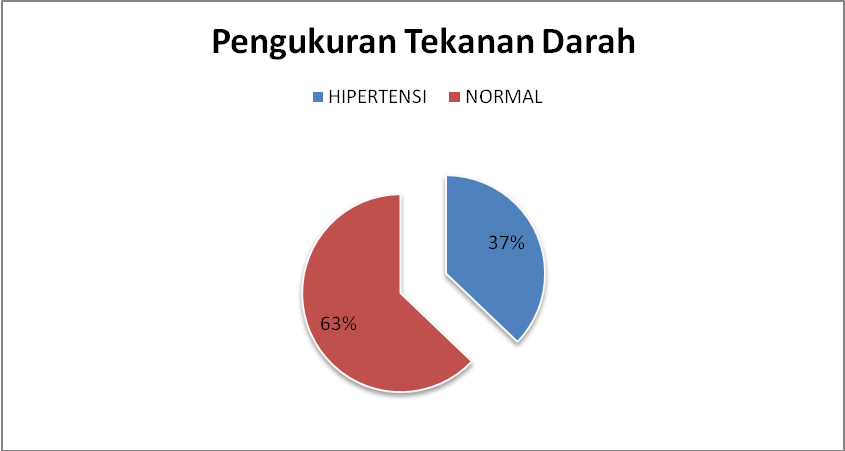 Pengukuran Tekanan Darah
HIPERTENSI NORMAL
37%
63%